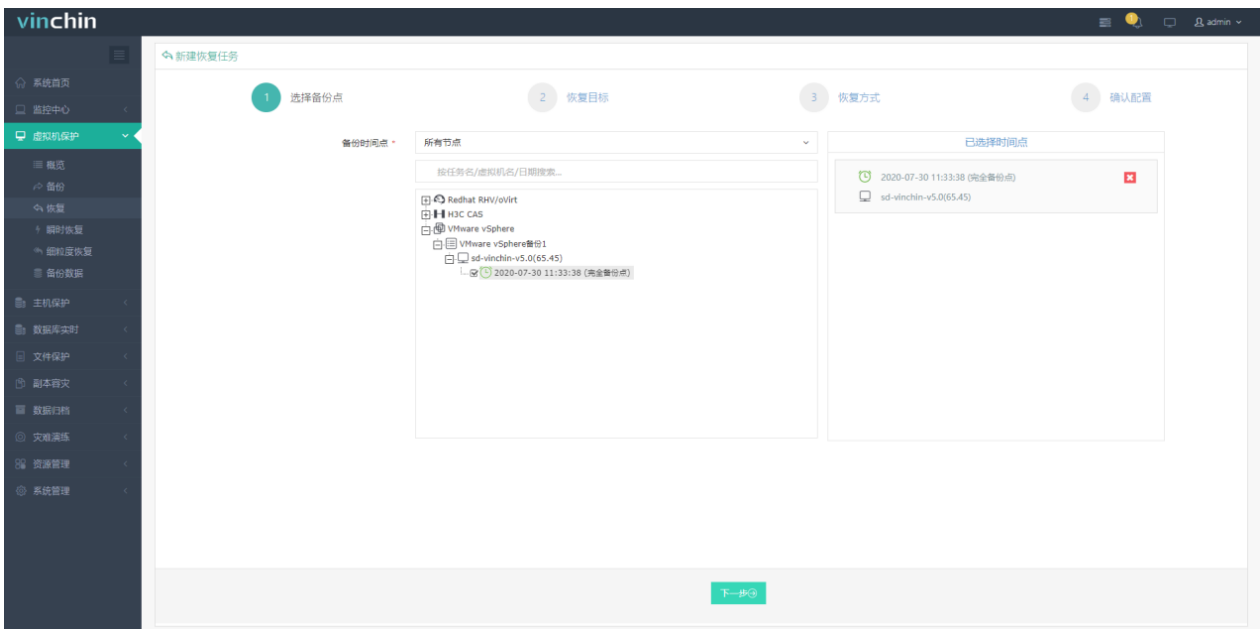 vinchin
1
admin
新建恢复任务
系统首页
监控中心
虚拟机保护
概览
备份
恢复
瞬时恢复
细粒度恢复
备份数据
主机保护
数据库实时
文件保护
副本容灾
数据归档
灾难演练
资源管理
系统管理
1 选择备份点
2 恢复目标
3 恢复方式
4 确认配置
备份时间点 *
所有节点
按任务名/虚拟机名/日期搜索...
Redhat RHV/oVirt
H3C CAS
VMware vSphere
VMware vSphere备份1
sd-vinchin-v5.0(65.45)
2020-07-30 11:33:38 (完全备份点)
已选择时间点
2020-07-30 11:33:38 (完全备份点)
sd-vinchin-v5.0(65.45)
下一步